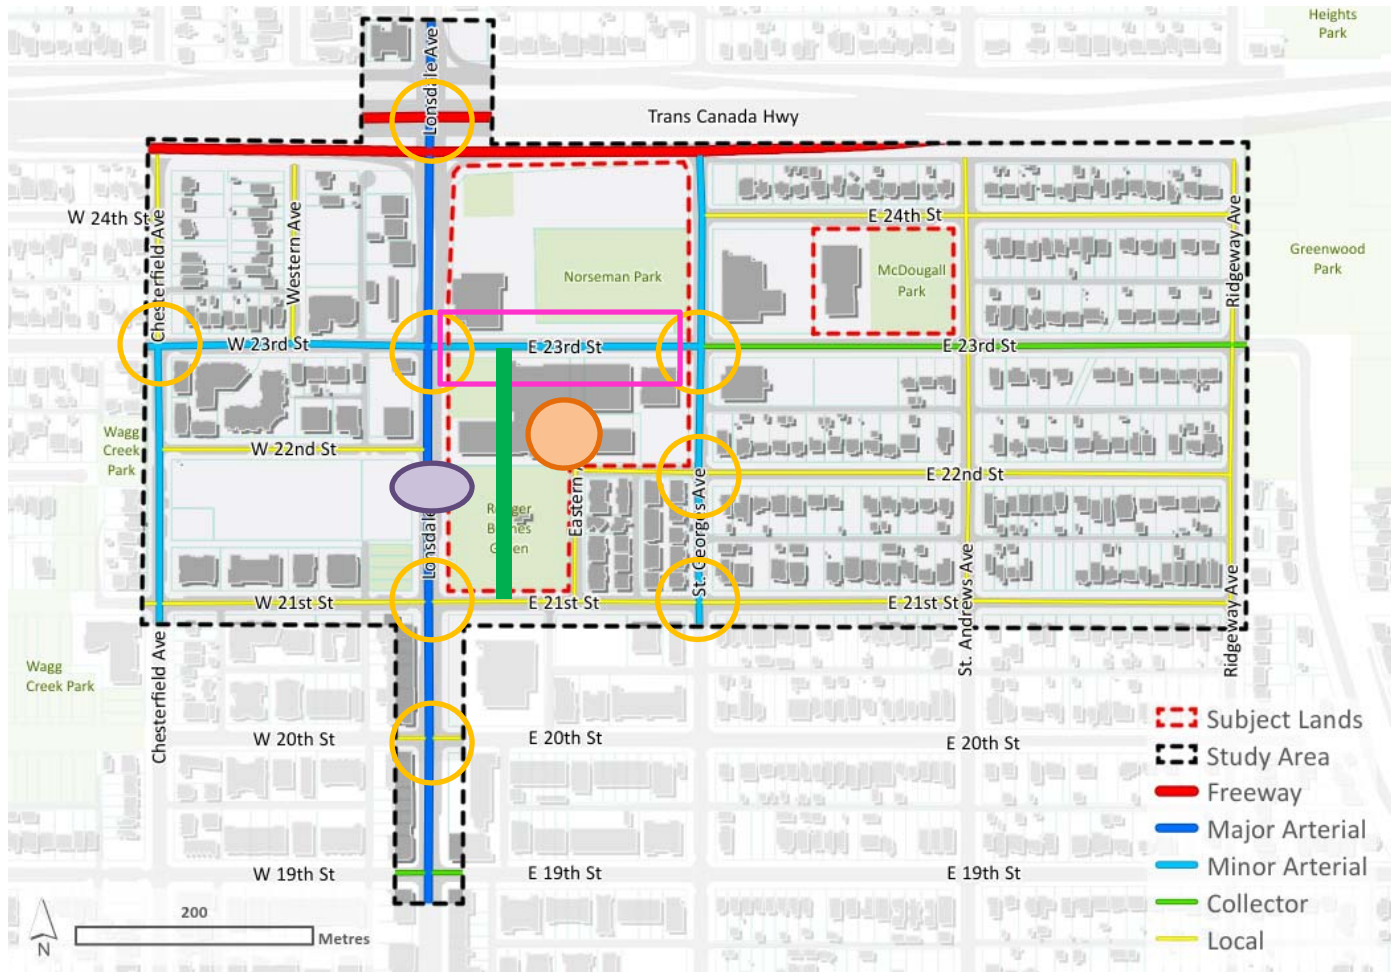 Heights
Park
Lonsdale Ave
Trans Canada Hwy
W 24th St
Chesterfield Ave
Western Ave
E 24th St
Ridgeway Ave
Norseman Park
McDougall
Park
Greenwood
Park
W 23rd St
E 23rd St
E 23rd St
Wagg
Creek
Park
W 22nd St
E 22nd St
Lonsdale
Eastern
St. Georges Ave
Green
W 21st St
E 21st St
E 21st St
St. Andrews Ave
Ridgeway Ave
Wagg
Creek Park
Chesterfield Ave
W 20th St
E 20th St
E 20th St
W 19th St
E 19th St
E 19th St
Subject Lands
Study Area
Freeway
Major Arterial
Minor Arterial
Collector
Local
N
200
Metres